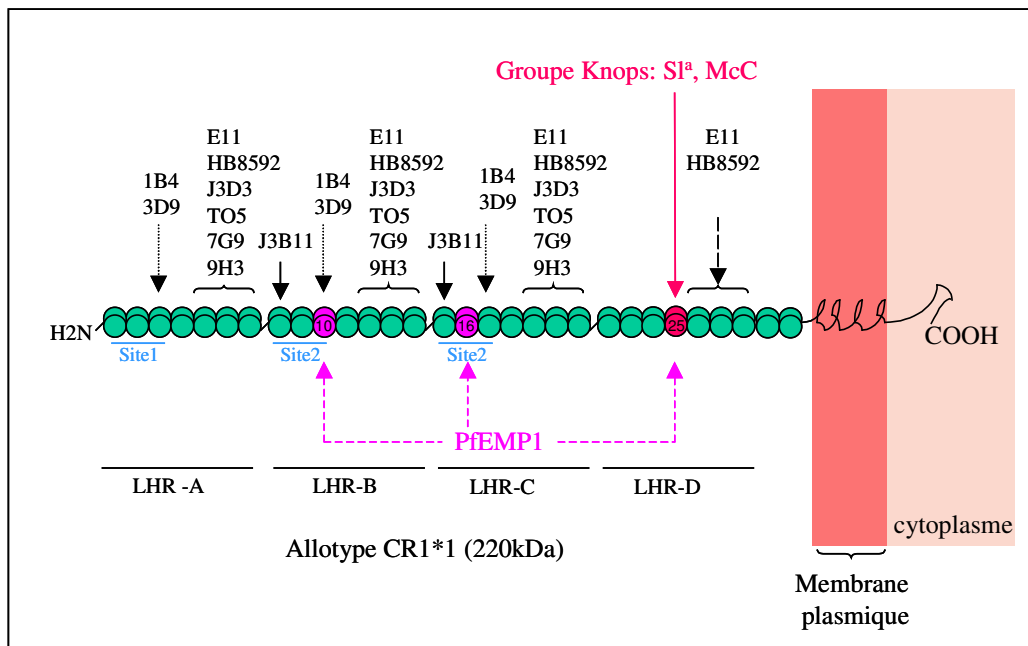 Groupe Knops: Slª, McC
E11
HB8592
J3D3
TO5
7G9
9H3
1B4
3D9
J3B11
E11
HB8592
J3D3
TO5
7G9
9H3
1B4
3D9
J3B11
E11
HB8592
J3D3
TO5
7G9
9H3
1B4
3D9
E11
HB8592
H2N
10
16
25
COOH
Site1
Site2
Site2
PfEMP1
LHR -A
LHR-B
LHR-C
LHR-D
cytoplasme
Allotype CR1*1 (220kDa)
Membrane
plasmique